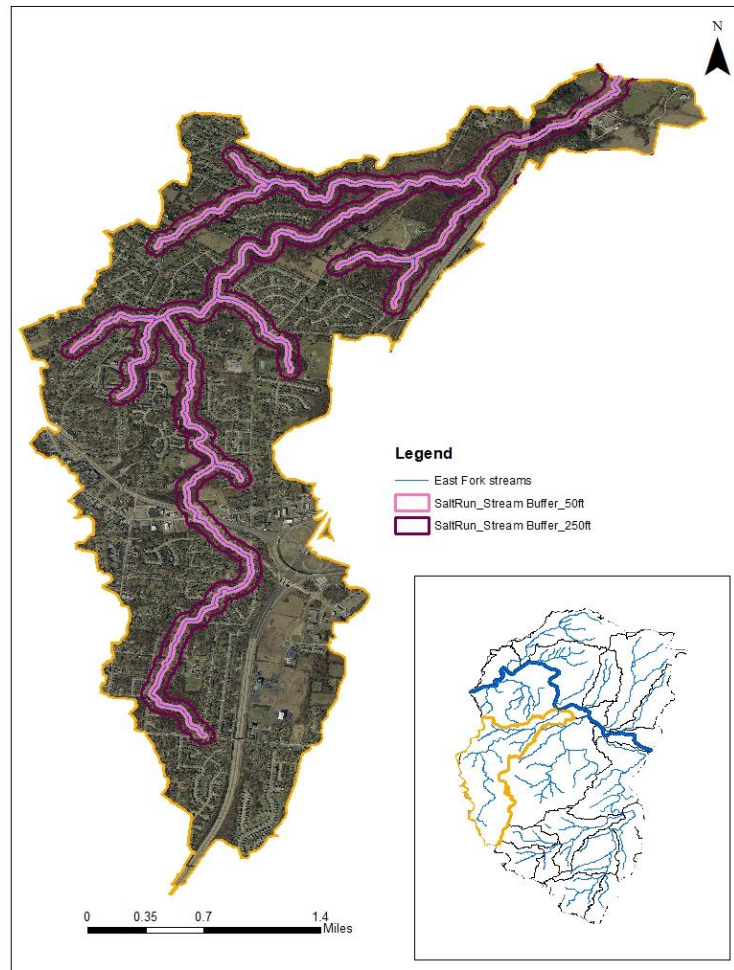 N
Legend
East Fork streams
SaltRun_Stream Buffer_50ft
SaltRun_Stream Buffer_250ft
0 0.35 0.7 1.4
Miles